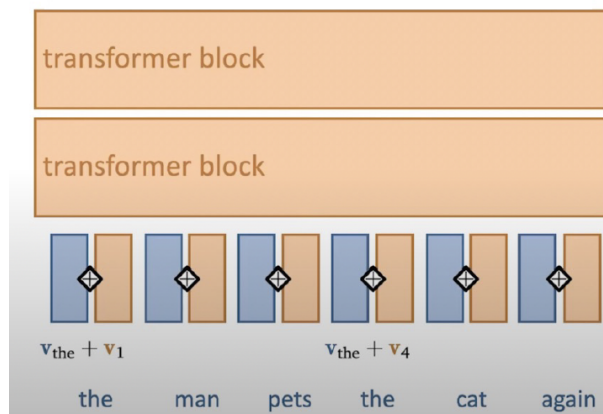 transformer block
transformer block
v_the + v_1 v_the + v_4
the man pets the cat again